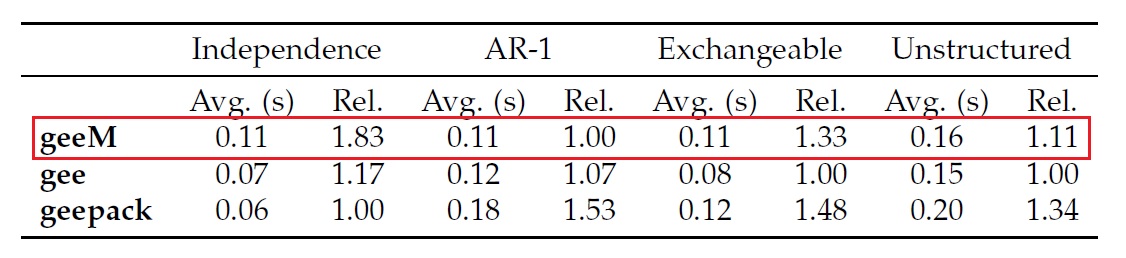 Independence AR-1 Exchangeable Unstructured
Avg. (s) Rel. Avg. (s) Rel. Avg. (s) Rel. Avg. (s) Rel.
geeM 0.11 1.83 0.11 1.00 0.11 1.33 0.16 1.11
gee 0.07 1.17 0.12 1.07 0.08 1.00 0.15 1.00
geepack 0.06 1.00 0.18 1.53 0.12 1.48 0.20 1.34